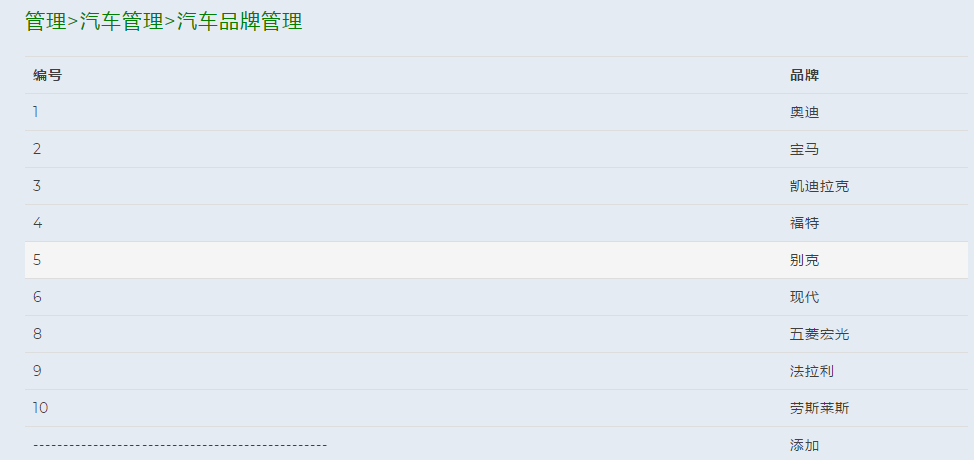 管理>汽车管理>汽车品牌管理
编号 品牌
1 奥迪
2 宝马
3 凯迪拉克
4 福特
5 别克
6 现代
8 五菱宏光
9 法拉利
10 劳斯莱斯
------------------------------------------------- 添加